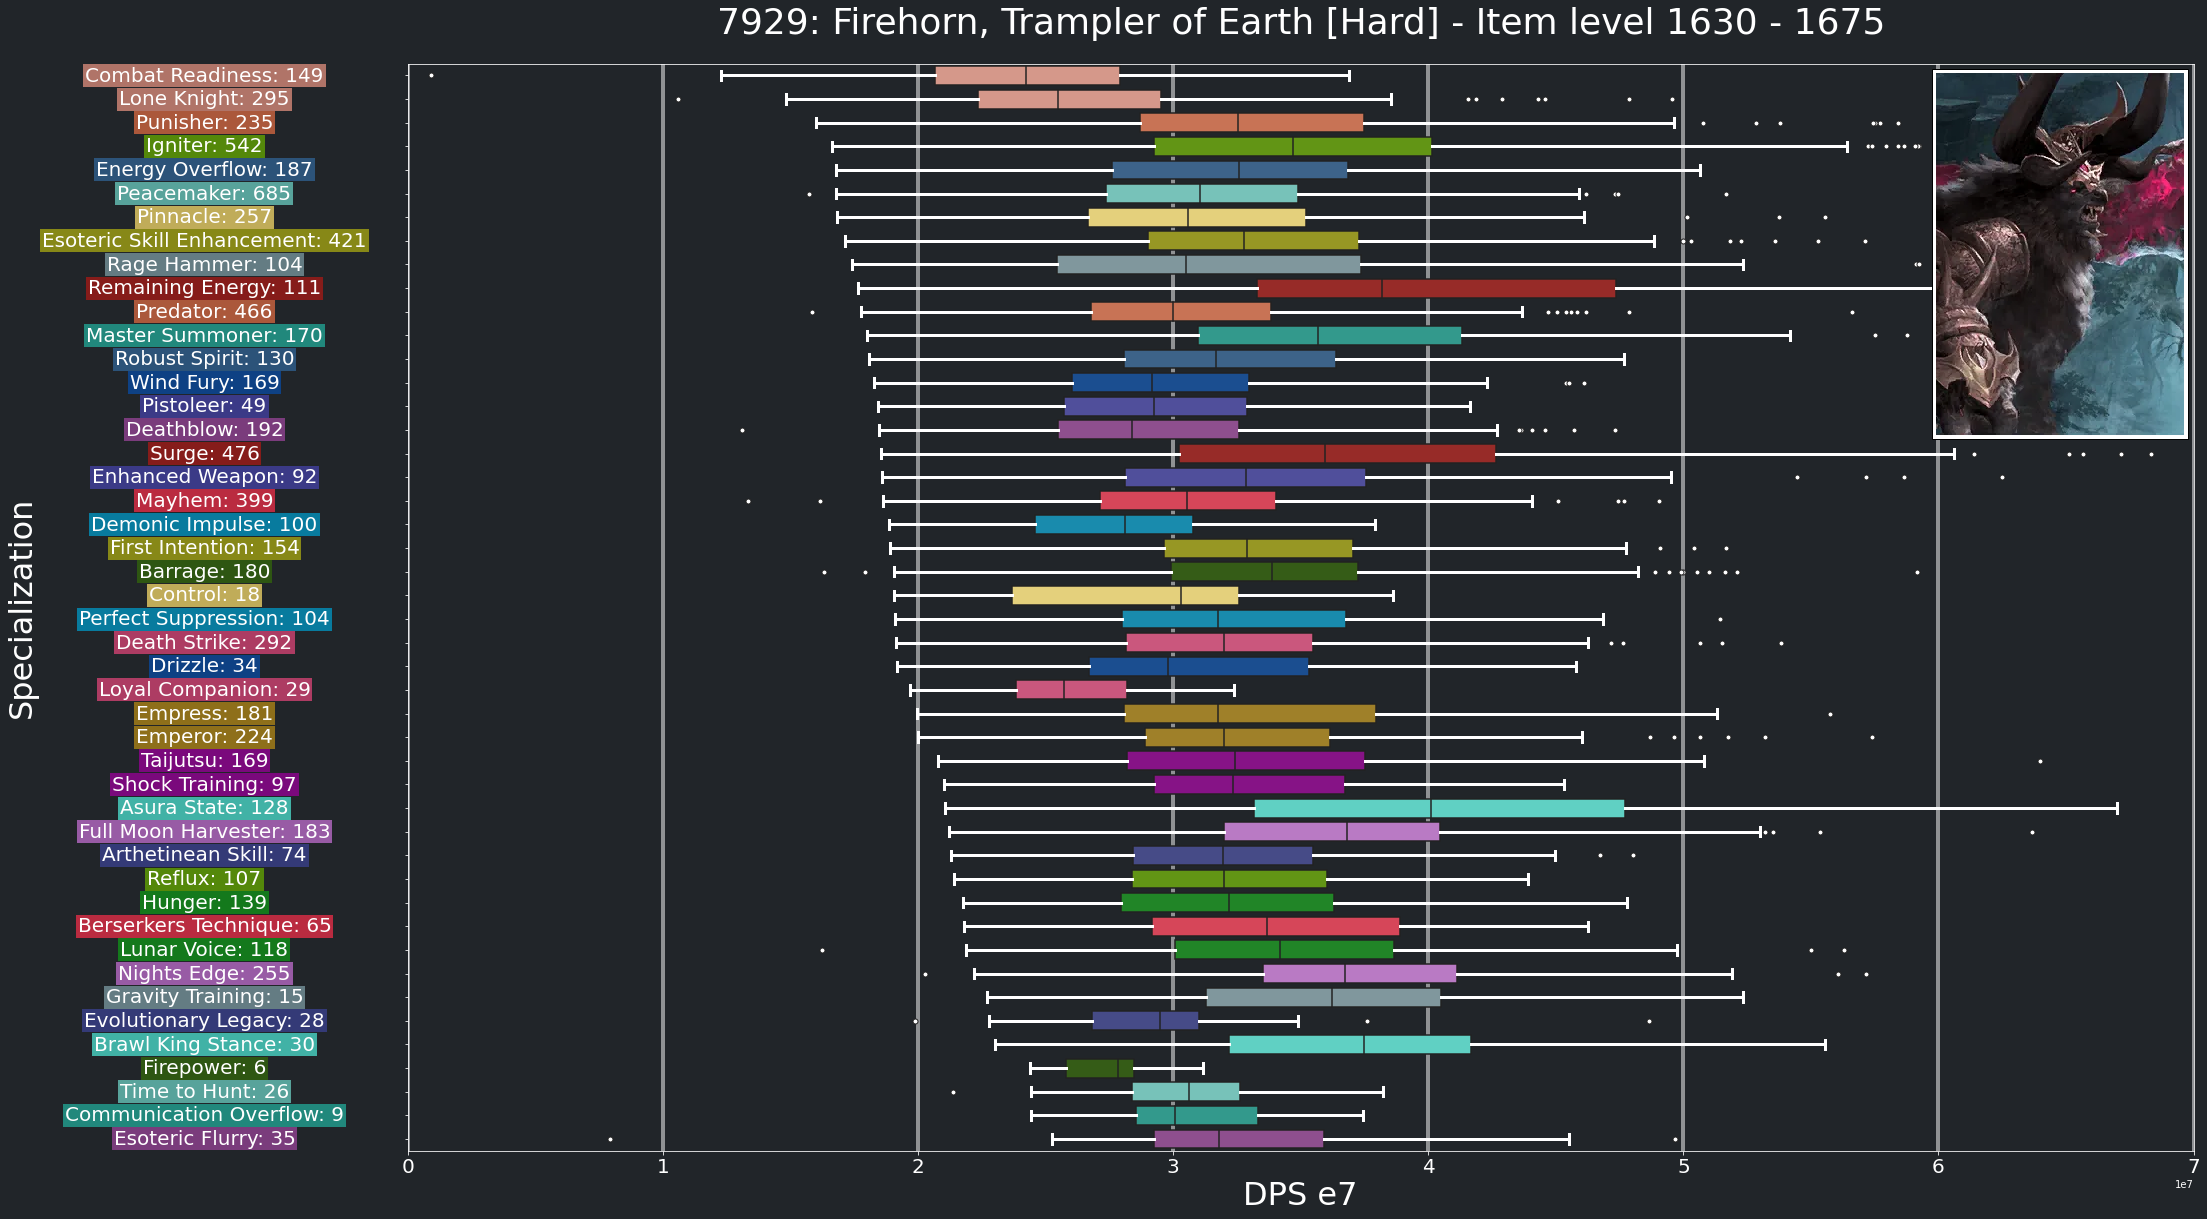 7929: Firehorn, Trampler of Earth [Hard] - Item level 1630 - 1675
Combat Readiness: 149
Lone Knight: 295
Punisher: 235
Igniter: 542
Energy Overflow: 187
Peacemaker: 685
Pinnacle: 257
Esoteric Skill Enhancement: 421
Rage Hammer: 104
Remaining Energy: 111
Predator: 466
Master Summoner: 170
Robust Spirit: 130
Wind Fury: 169
Pistoleer: 49
Deathblow: 192
Surge: 476
Enhanced Weapon: 92
Mayhem: 399
Demonic Impulse: 100
First Intention: 154
Barrage: 180
Control: 18
Perfect Suppression: 104
Death Strike: 292
Drizzle: 34
Loyal Companion: 29
Empress: 181
Emperor: 224
Taijutsu: 169
Shock Training: 97
Asura State: 128
Full Moon Harvester: 183
Arthetinean Skill: 74
Reflux: 107
Hunger: 139
Berserkers Technique: 65
Lunar Voice: 118
Nights Edge: 255
Gravity Training: 15
Evolutionary Legacy: 28
Brawl King Stance: 30
Firepower: 6
Time to Hunt: 26
Communication Overflow: 9
Esoteric Flurry: 35
Specialization
0 1 2 3 4 5 6 7
DPS e7
1e7